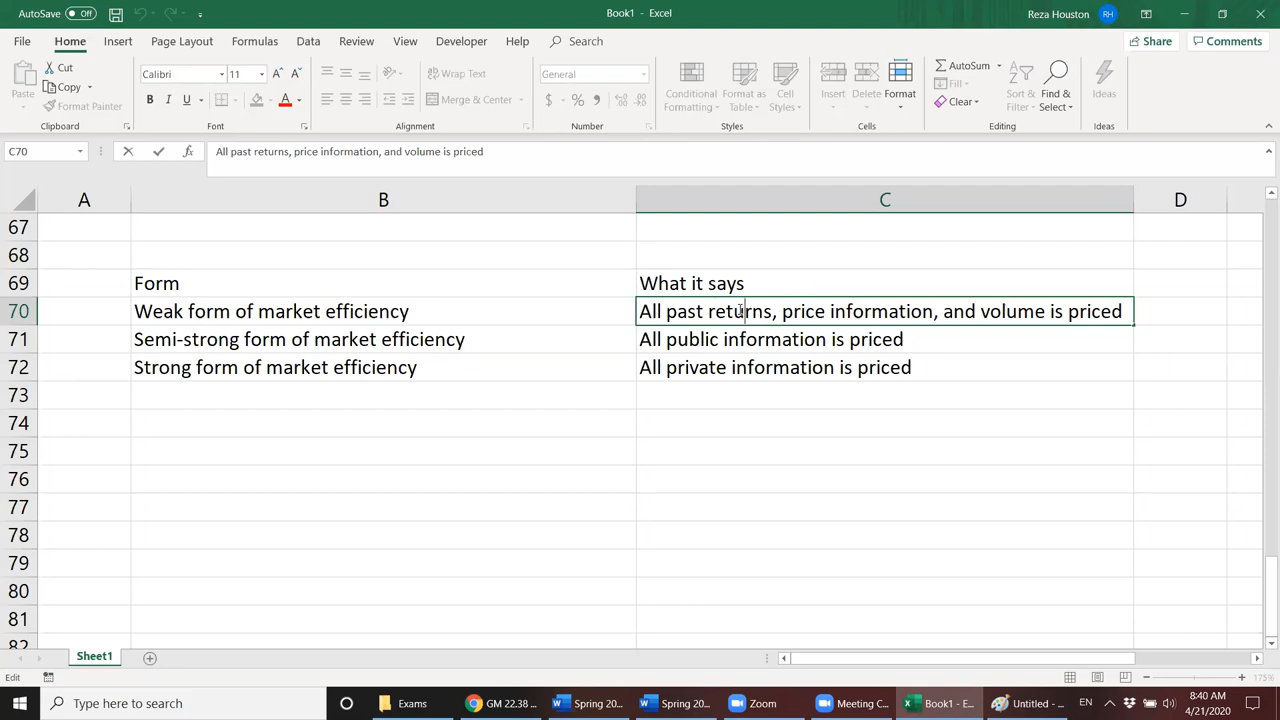 AutoSave Off
Book1 - Excel
Reza Houston RH
File Home Insert Page Layout Formulas Data Review View Developer Help Search Share Comments
Paste
Cut
Copy
Format Painter
Clipboard
Calibri 11
B I U
Font
Wrap Text
Merge & Center
Alignment
General
$ % ,
Number
Conditional Formatting
Format as Table
Cell Styles
Styles
Insert Delete Format
Cells
AutoSum
Fill
Clear
Sort & Filter
Find & Select
Editing
Ideas
Ideas
C70 fx All past returns, price information, and volume is priced
A B C D
67
68
69 Form What it says
70 Weak form of market efficiency All past returns, price information, and volume is priced
71 Semi-strong form of market efficiency All public information is priced
72 Strong form of market efficiency All private information is priced
73
74
75
76
77
78
79
80
81
82
Sheet1
Edit 175%
Type here to search Exams GM 22.38 ... Spring 20... Spring 20... Zoom Meeting C... Book1 - E... Untitled - ... EN
8:40 AM
4/21/2020